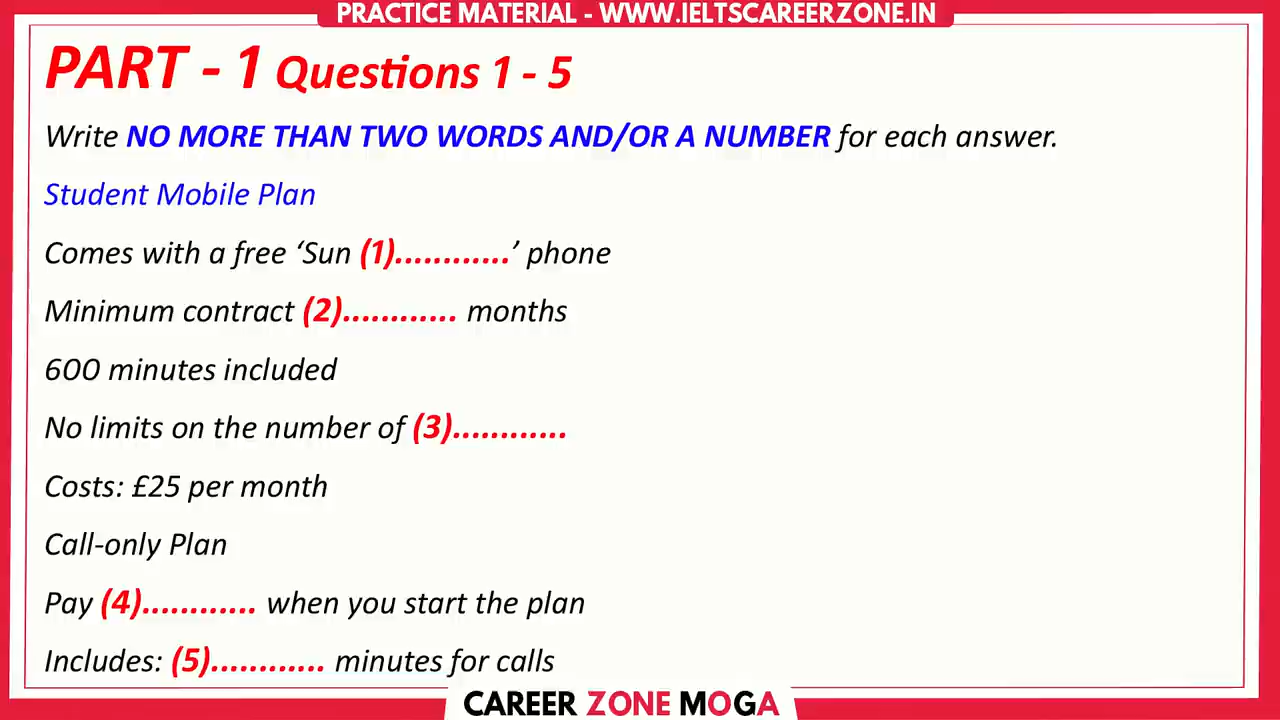 PRACTICE MATERIAL - WWW.IELTSCAREERZONE.IN
PART - 1 Questions 1 - 5
Write NO MORE THAN TWO WORDS AND/OR A NUMBER for each answer.
Student Mobile Plan
Comes with a free ‘Sun (1)............’ phone
Minimum contract (2)............ months
600 minutes included
No limits on the number of (3)............
Costs: £25 per month
Call-only Plan
Pay (4)............ when you start the plan
Includes: (5)............ minutes for calls
CAREER ZONE MOGA